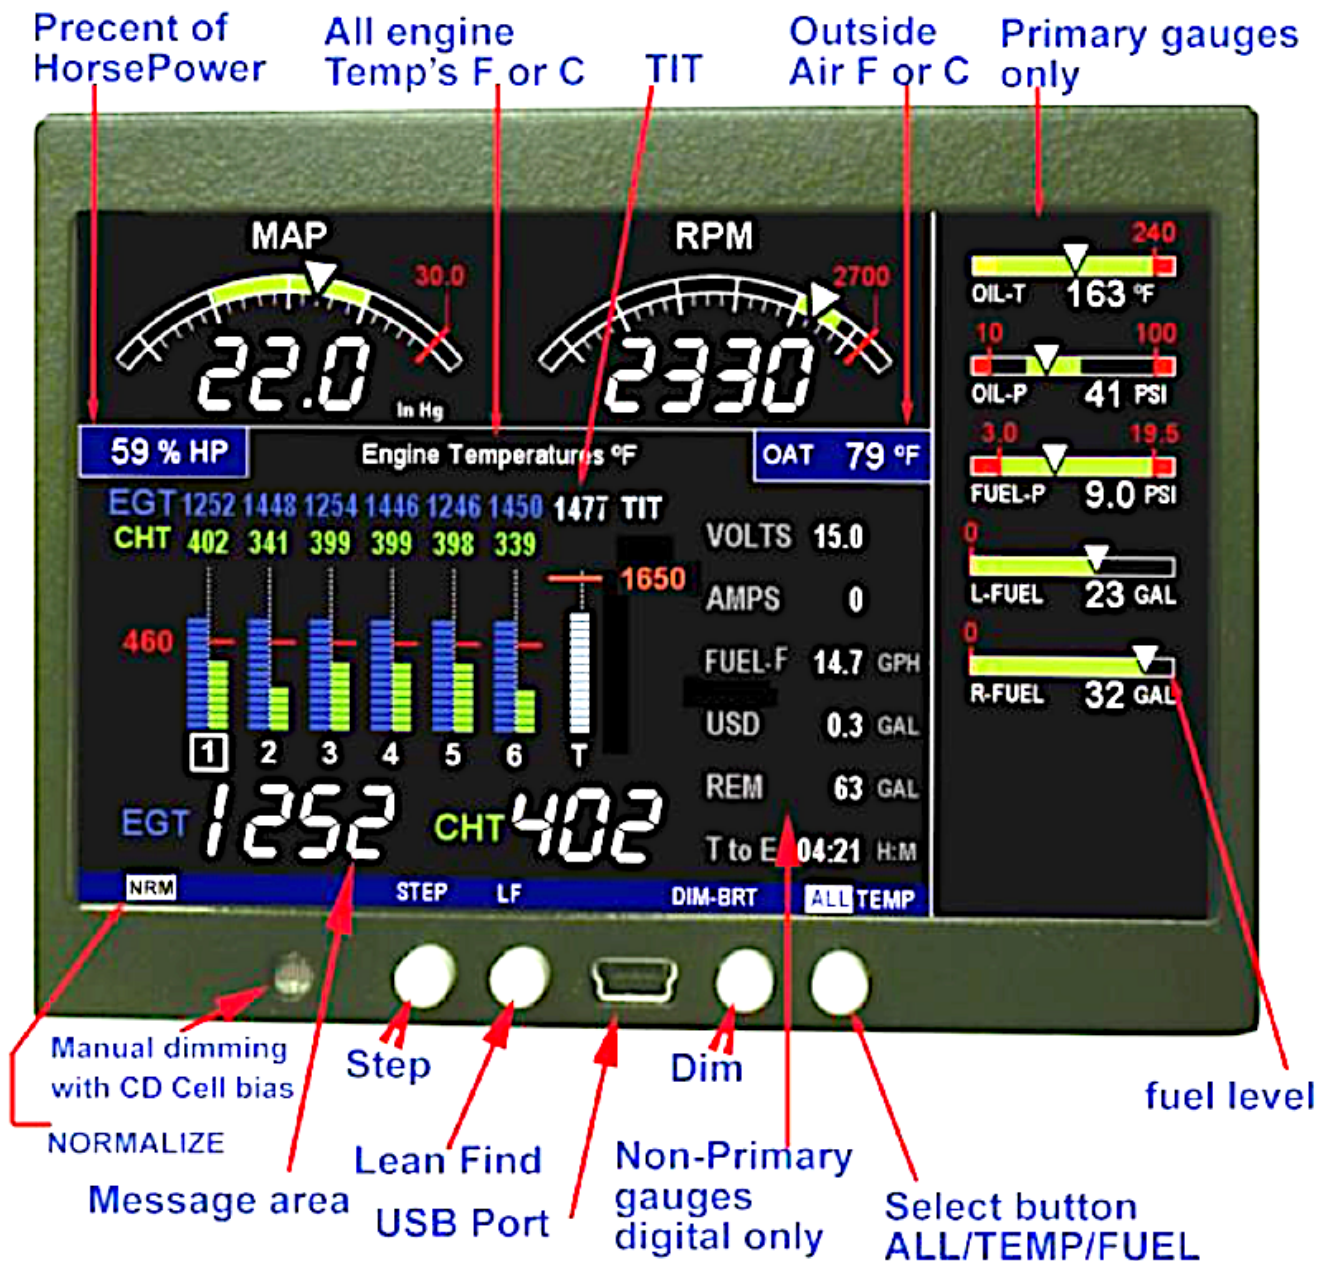 Precent of
HorsePower
All engine
Temp's F or C
TIT
Outside
Air F or C
Primary gauges
only
MAP
30.0
22.0
In Hg
RPM
2700
2330
240
OIL-T 163 °F
10 100
OIL-P 41 PSI
3.0 19.5
FUEL-P 9.0 PSI
0
L-FUEL 23 GAL
0
R-FUEL 32 GAL
59 % HP
Engine Temperatures °F
OAT 79 °F
EGT 1252 1448 1254 1446 1246 1450 1477 TIT
CHT 402 341 399 399 398 339
1650
460
1 2 3 4 5 6 T
EGT 1252 CHT 402
VOLTS 15.0
AMPS 0
FUEL-F 14.7 GPH
USD 0.3 GAL
REM 63 GAL
T to E 04:21 H:M
NRM STEP LF DIM-BRT ALL TEMP
Manual dimming
with CD Cell bias
NORMALIZE
Message area
Step
Lean Find
USB Port
Dim
Non-Primary
gauges
digital only
Select button
ALL/TEMP/FUEL
fuel level